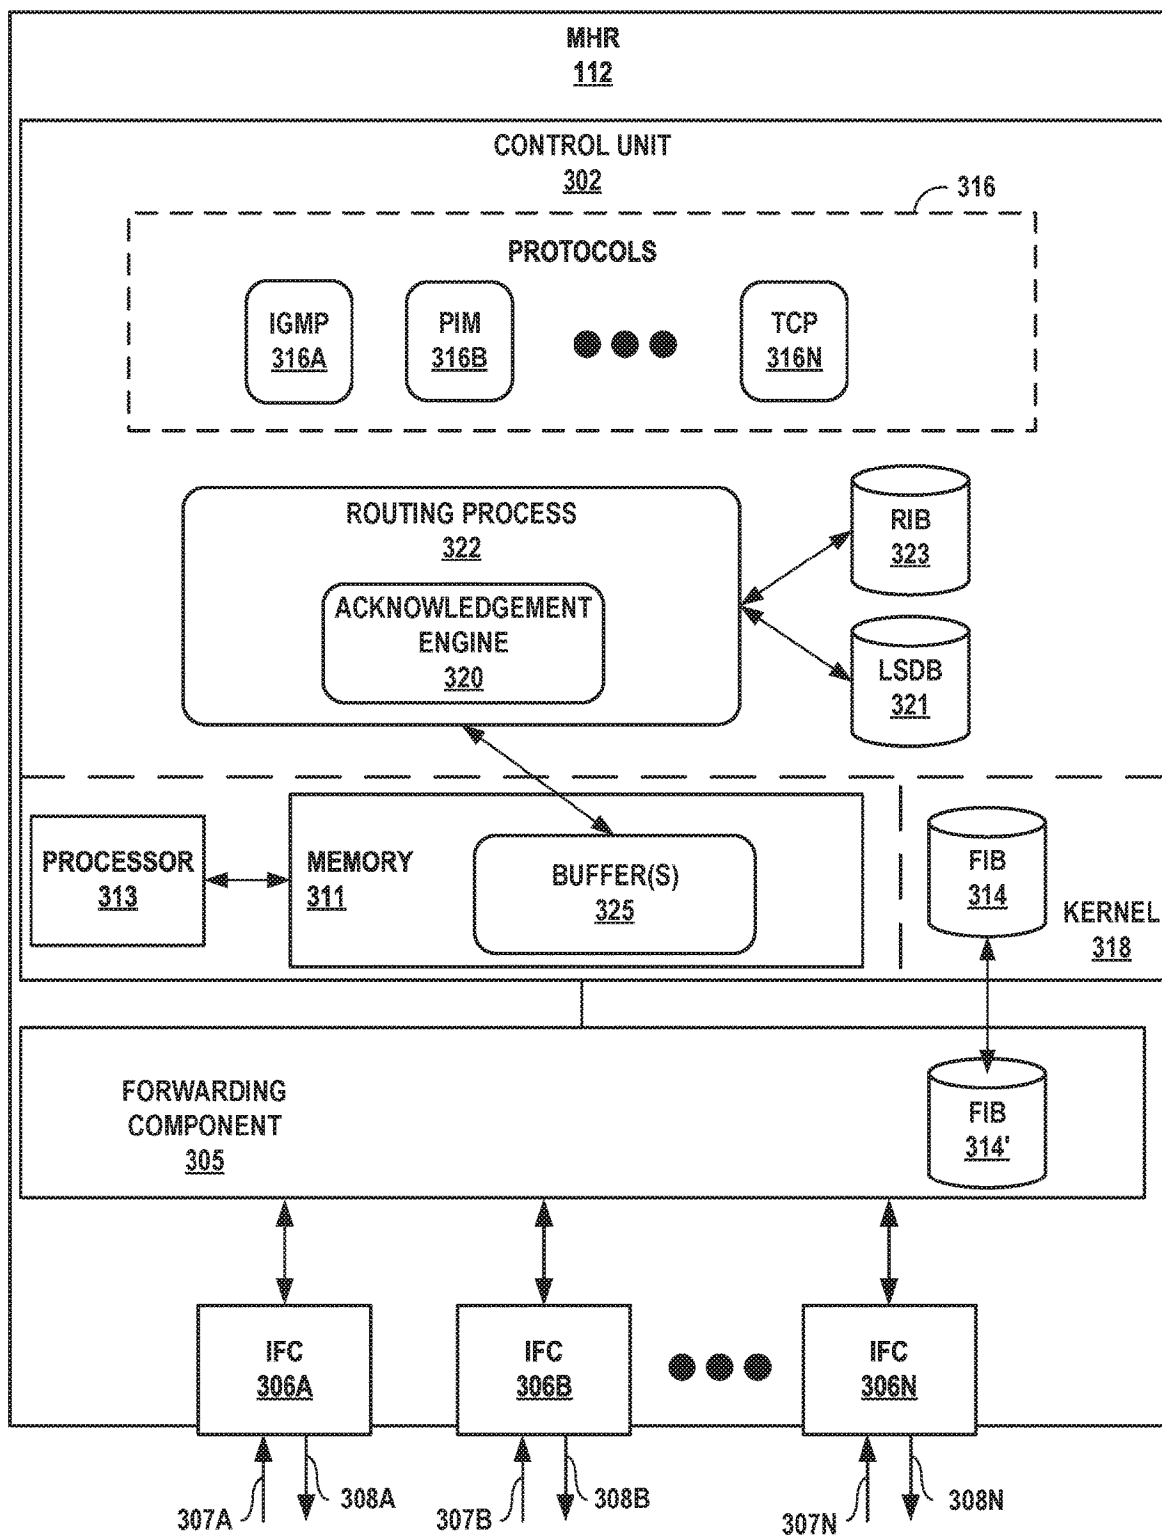 MHR
112
CONTROL UNIT
302
316
PROTOCOLS
IGMP
316A
PIM
316B
TCP
316N
ROUTING PROCESS
322
ACKNOWLEDGEMENT
ENGINE
320
RIB
323
LSDB
321
PROCESSOR
313
MEMORY
311
BUFFER(S)
325
FIB
314
KERNEL
318
FORWARDING
COMPONENT
305
FIB
314'
IFC
306A
IFC
306B
IFC
306N
307A
308A
307B
308B
307N
308N